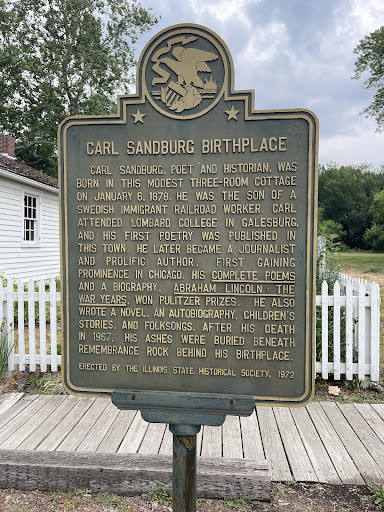 CARL SANDBURG BIRTHPLACE
CARL SANDBURG, POET AND HISTORIAN, WAS
BORN IN THIS MODEST THREE-ROOM COTTAGE
ON JANUARY 6, 1878. HE WAS THE SON OF A
SWEDISH IMMIGRANT RAILROAD WORKER. CARL
ATTENDED LOMBARD COLLEGE IN GALESBURG,
AND HIS FIRST POETRY WAS PUBLISHED IN
THIS TOWN. HE LATER BECAME A JOURNALIST
AND PROLIFIC AUTHOR, FIRST GAINING
PROMINENCE IN CHICAGO. HIS COMPLETE POEMS
AND A BIOGRAPHY, ABRAHAM LINCOLN : THE
WAR YEARS, WON PULITZER PRIZES. HE ALSO
WROTE A NOVEL, AN AUTOBIOGRAPHY, CHILDREN'S
STORIES, AND FOLKSONGS. AFTER HIS DEATH
IN 1967, HIS ASHES WERE BURIED BENEATH
REMEMBRANCE ROCK BEHIND HIS BIRTHPLACE.
ERECTED BY THE ILLINOIS STATE HISTORICAL SOCIETY, 1972